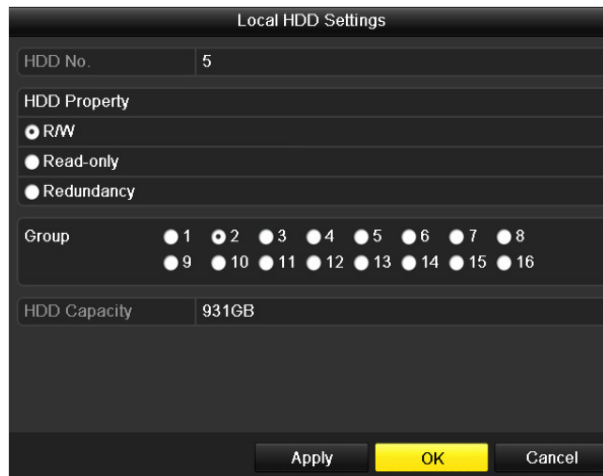 Local HDD Settings
HDD No. 5
HDD Property
R/W
Read-only
Redundancy
Group 1 2 3 4 5 6 7 8
9 10 11 12 13 14 15 16
HDD Capacity 931GB
Apply OK Cancel